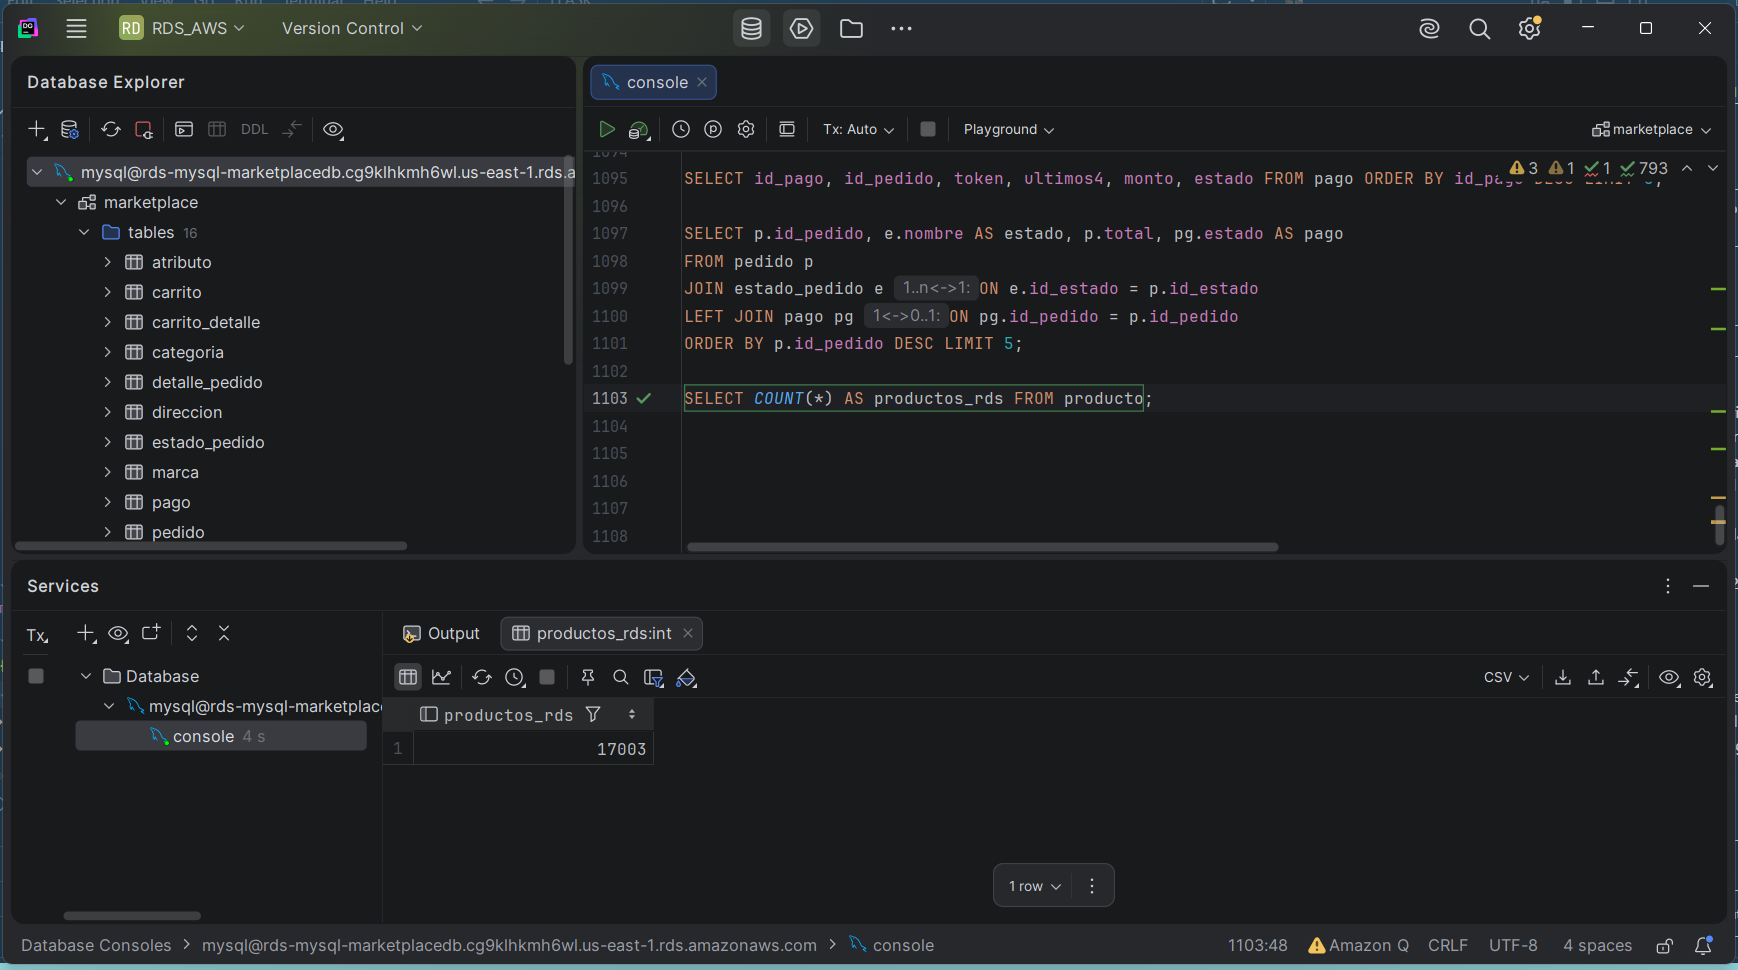 RD RDS_AWS Version Control
Database Explorer
DDL
mysql@rds-mysql-marketplacedb.cg9klhkmh6wl.us-east-1.rds.a
marketplace
tables 16
atributo
carrito
carrito_detalle
categoria
detalle_pedido
direccion
estado_pedido
marca
pago
pedido
console
Tx: Auto Playground marketplace
3 1 1 793
1094
1095 SELECT id_pago, id_pedido, token, ultimos4, monto, estado FROM pago ORDER BY id_pago DESC LIMIT
1096
1097 SELECT p.id_pedido, e.nombre AS estado, p.total, pg.estado AS pago
1098 FROM pedido p
1099 JOIN estado_pedido e 1..n<->1: ON e.id_estado = p.id_estado
1100 LEFT JOIN pago pg 1<->0..1: ON pg.id_pedido = p.id_pedido
1101 ORDER BY p.id_pedido DESC LIMIT 5;
1102
1103 SELECT COUNT(*) AS productos_rds FROM producto;
1104
1105
1106
1107
1108
Services
Tx
Database
mysql@rds-mysql-marketplac
console 4 s
Output productos_rds:int
CSV
productos_rds
1 17003
1 row
Database Consoles > mysql@rds-mysql-marketplacedb.cg9klhkmh6wl.us-east-1.rds.amazonaws.com > console
1103:48 Amazon Q CRLF UTF-8 4 spaces